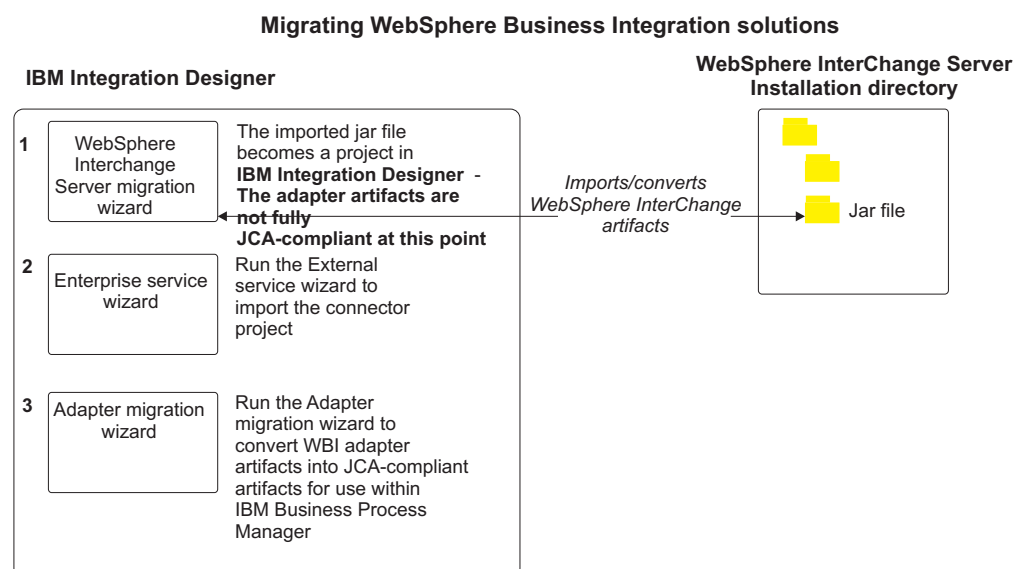 Migrating WebSphere Business Integration solutions
IBM Integration Designer
WebSphere InterChange Server
Installation directory
1
WebSphere
Interchange
Server migration
wizard
The imported jar file
becomes a project in
IBM Integration Designer -
The adapter artifacts are
not fully
JCA-compliant at this point
Imports/converts
WebSphere InterChange
artifacts
Jar file
2
Enterprise service
wizard
Run the External
service wizard to
import the connector
project
3
Adapter migration
wizard
Run the Adapter
migration wizard to
convert WBI adapter
artifacts into JCA-compliant
artifacts for use within
IBM Business Process
Manager